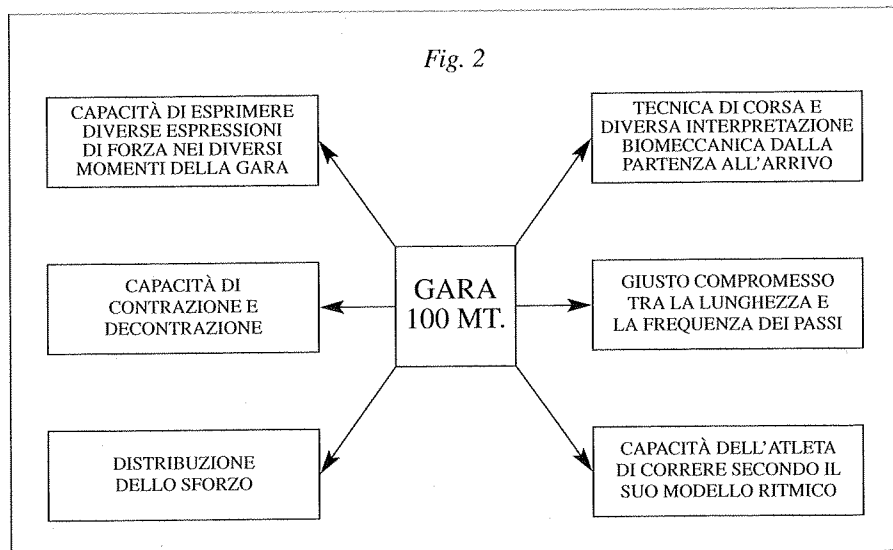 Fig. 2
CAPACITÀ DI ESPRIMERE
DIVERSE ESPRESSIONI
DI FORZA NEI DIVERSI
MOMENTI DELLA GARA
TECNICA DI CORSA E
DIVERSA INTERPRETAZIONE
BIOMECCANICA DALLA
PARTENZA ALL'ARRIVO
CAPACITÀ DI
CONTRAZIONE E
DECONTRAZIONE
GARA
100 MT.
GIUSTO COMPROMESSO
TRA LA LUNGHEZZA E
LA FREQUENZA DEI PASSI
DISTRIBUZIONE
DELLO SFORZO
CAPACITÀ DELL'ATLETA
DI CORRERE SECONDO IL
SUO MODELLO RITMICO